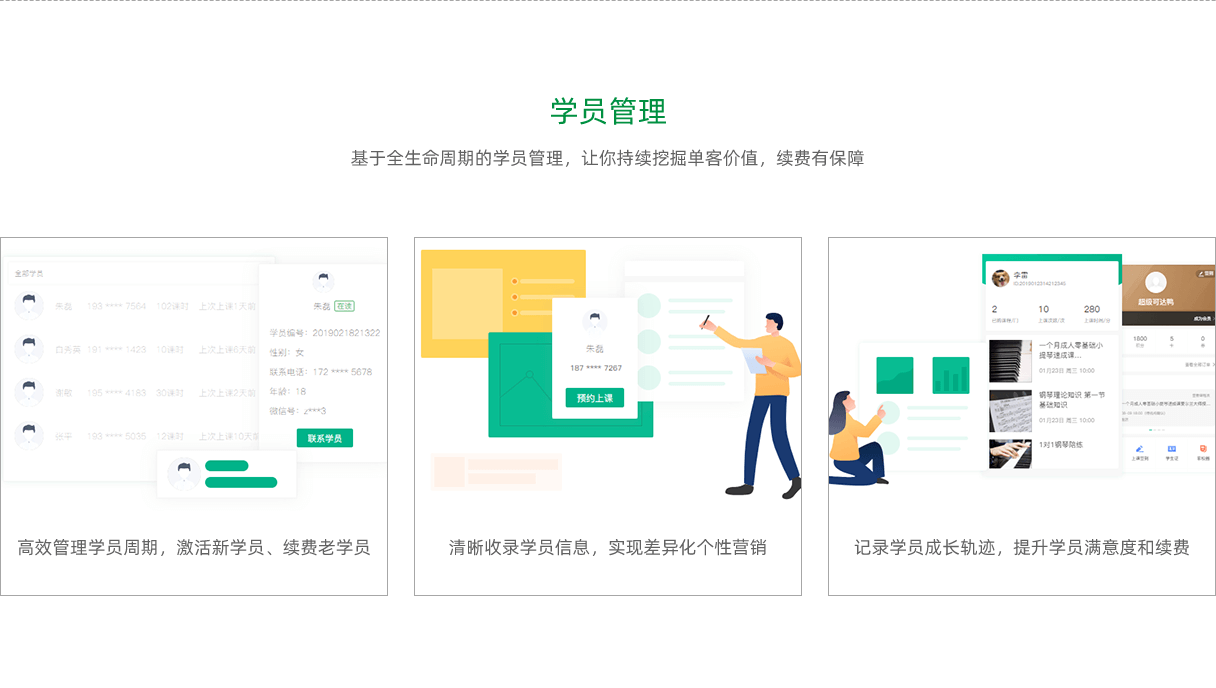 学员管理
基于全生命周期的学员管理，让你持续挖掘单客价值，续费有保障
全部学员
朱磊 193 **** 7564 102课时 上次上课1天前
白秀英 191 **** 1423 30课时 上次上课6天前
195 **** 4183 30课时 上次上课2天前
张平 193 **** 5035 12课时 上次上课10天前
朱磊 在读
学员编号：2019021821322
性别：女
联系电话：172 **** 5678
年龄：18
微信号：z***3
联系学员
高效管理学员周期，激活新学员、续费老学员
朱磊
187 **** 7267
预约上课
清晰收录学员信息，实现差异化个性营销
李雷
2 10 280
一个月成人零基础小
提琴速成课...
01月23日 周三 10:00
钢琴理论知识 第一节
基础知识
01月23日 周三 10:00
1对1钢琴陪练
超级可达鸭
成为会员
1800 5 0
记录学员成长轨迹，提升学员满意度和续费